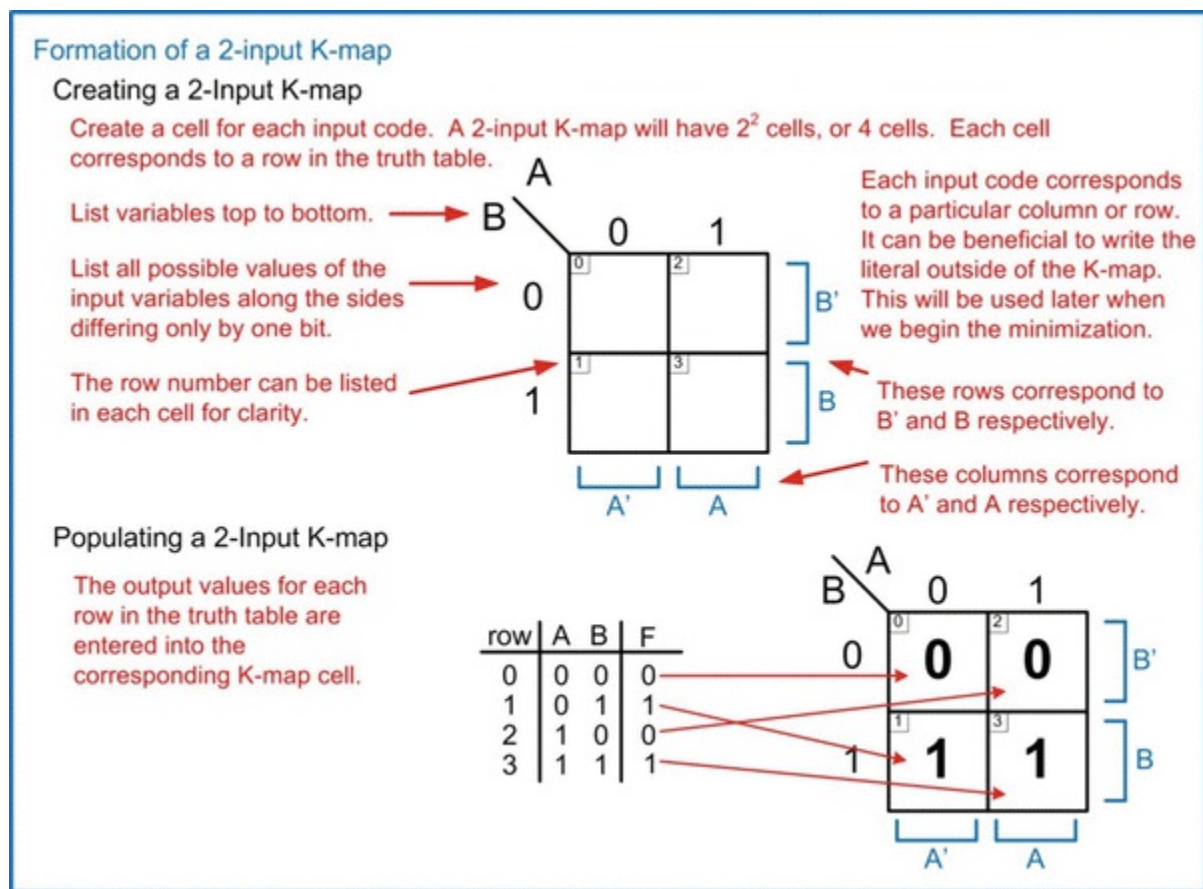 Formation of a 2-input K-map
Creating a 2-Input K-map
Create a cell for each input code. A 2-input K-map will have 2² cells, or 4 cells. Each cell
corresponds to a row in the truth table.
List variables top to bottom.
List all possible values of the
input variables along the sides
differing only by one bit.
The row number can be listed
in each cell for clarity.
A
B
0 1
0 2
0
B'
1 3
1
B
A' A
Each input code corresponds
to a particular column or row.
It can be beneficial to write the
literal outside of the K-map.
This will be used later when
we begin the minimization.
These rows correspond to
B' and B respectively.
These columns correspond
to A' and A respectively.
Populating a 2-Input K-map
The output values for each
row in the truth table are
entered into the
corresponding K-map cell.
row A B F
0 0 0 0
1 0 1 1
2 1 0 0
3 1 1 1
A
B
0 1
0 2
0 0 0 B'
1 3
1 1 1 B
A' A